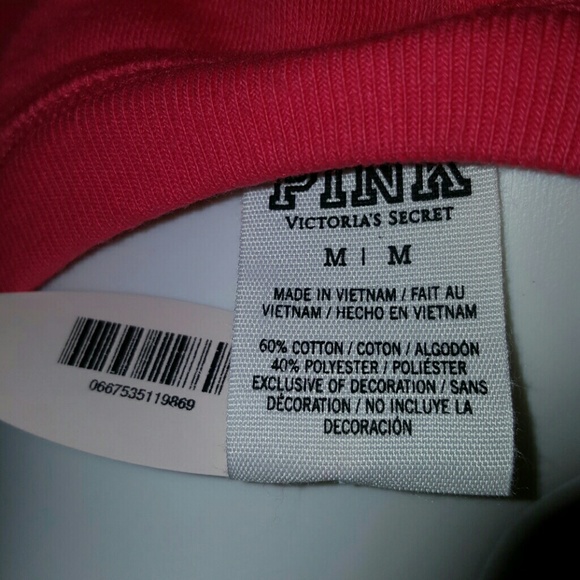 PINK
VICTORIA'S SECRET
M | M
MADE IN VIETNAM / FAIT AU
VIETNAM / HECHO EN VIETNAM
60% COTTON / COTON / ALGODÓN
40% POLYESTER / POLIÉSTER
EXCLUSIVE OF DECORATION / SANS
DÉCORATION / NO INCLUYE LA
DECORACIÓN
0667535119869